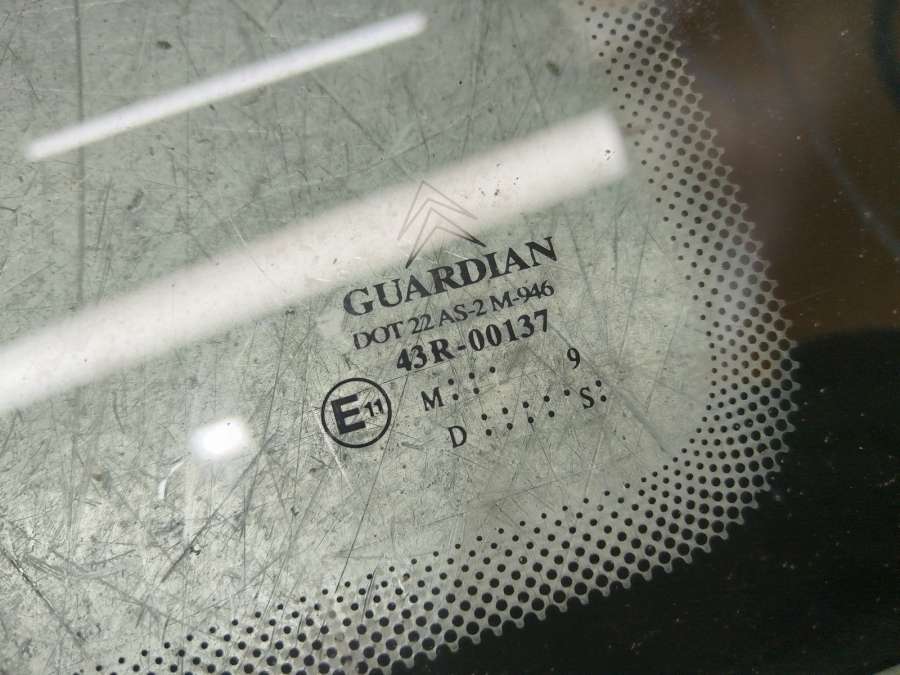 GUARDIAN
DOT 22 AS-2 M-946
43R-00137
E11 M 9
D S